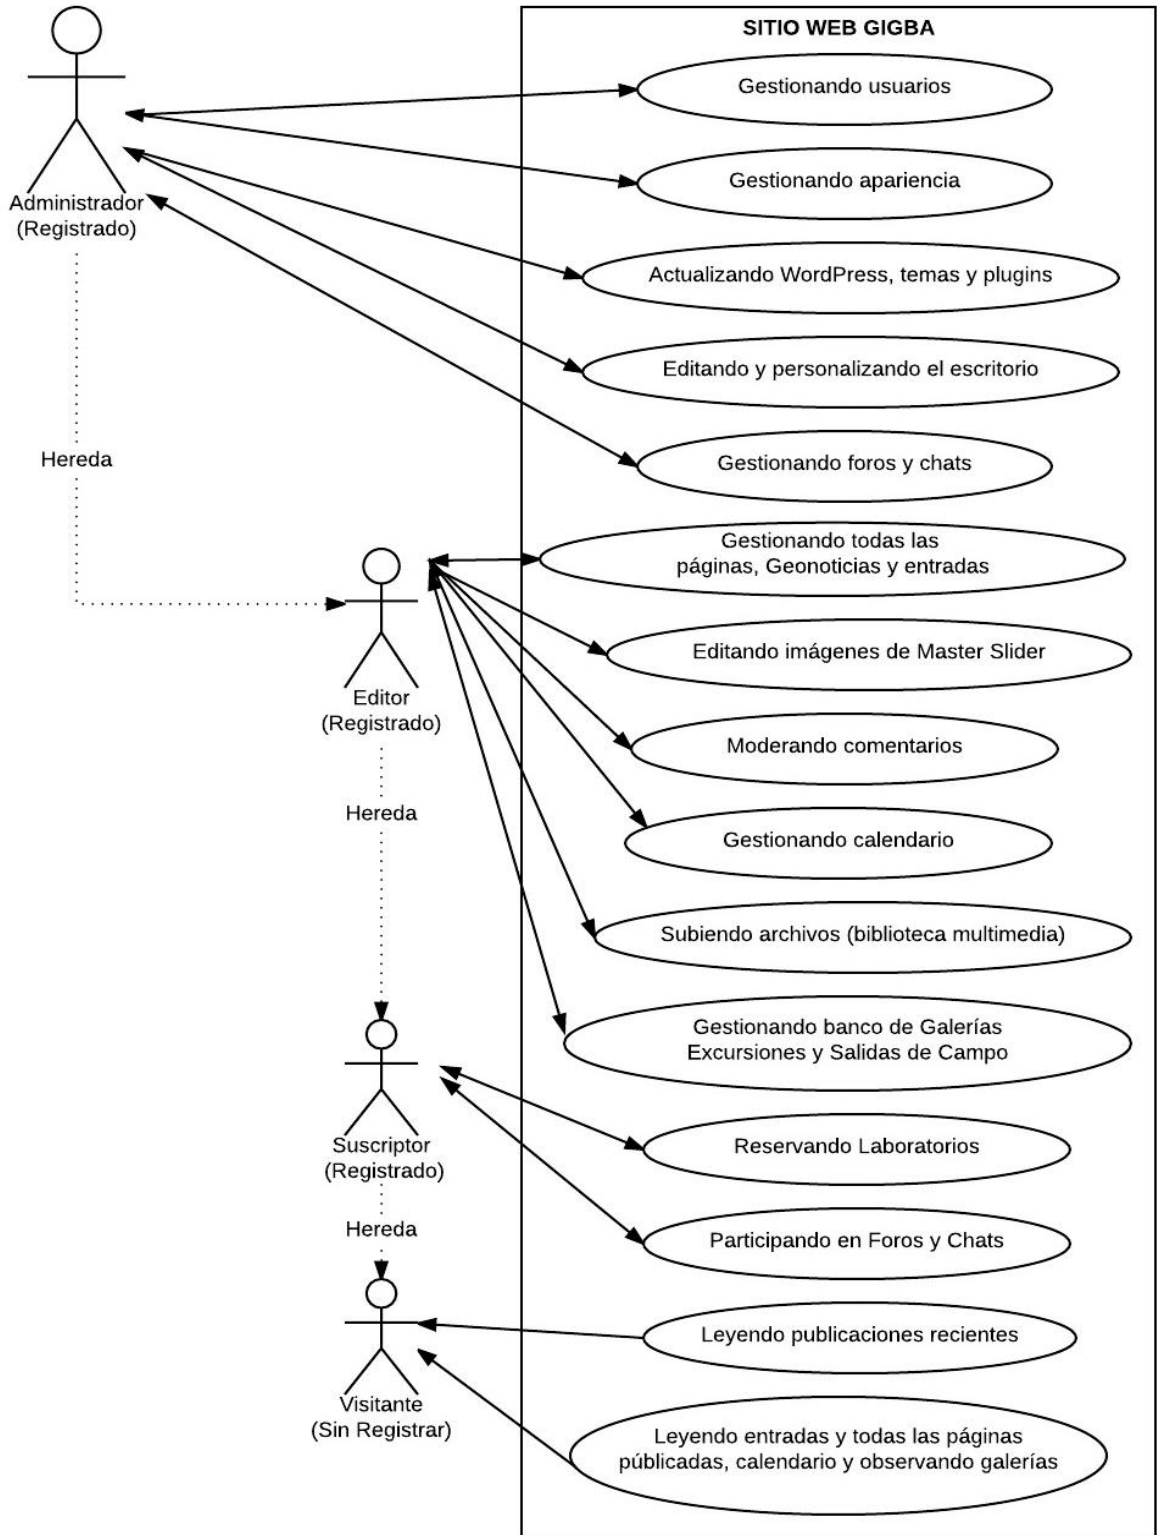 SITIO WEB GIGBA
Gestionando usuarios
Gestionando apariencia
Administrador
(Registrado)
Actualizando WordPress, temas y plugins
Editando y personalizando el escritorio
Hereda
Gestionando foros y chats
Gestionando todas las
páginas, Geonoticias y entradas
Editando imágenes de Master Slider
Editor
(Registrado)
Moderando comentarios
Hereda
Gestionando calendario
Subiendo archivos (biblioteca multimedia)
Gestionando banco de Galerías
Excursiones y Salidas de Campo
Suscriptor
(Registrado)
Reservando Laboratorios
Hereda
Participando en Foros y Chats
Leyendo publicaciones recientes
Visitante
(Sin Registrar)
Leyendo entradas y todas las páginas
públicadas, calendario y observando galerías